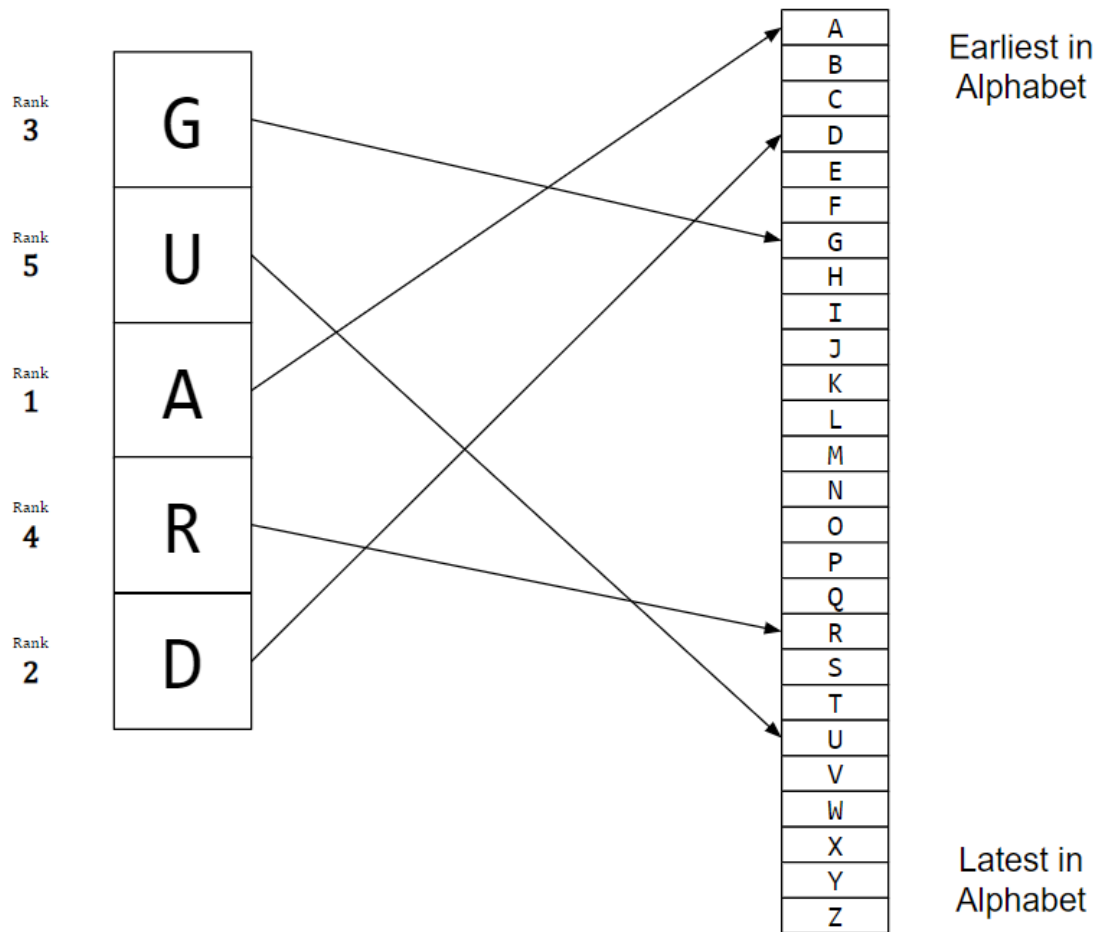 Rank
3
G
Rank
5
U
Rank
1
A
Rank
4
R
Rank
2
D
A
B
C
D
E
F
G
H
I
J
K
L
M
N
O
P
Q
R
S
T
U
V
W
X
Y
Z
Earliest in
Alphabet
Latest in
Alphabet